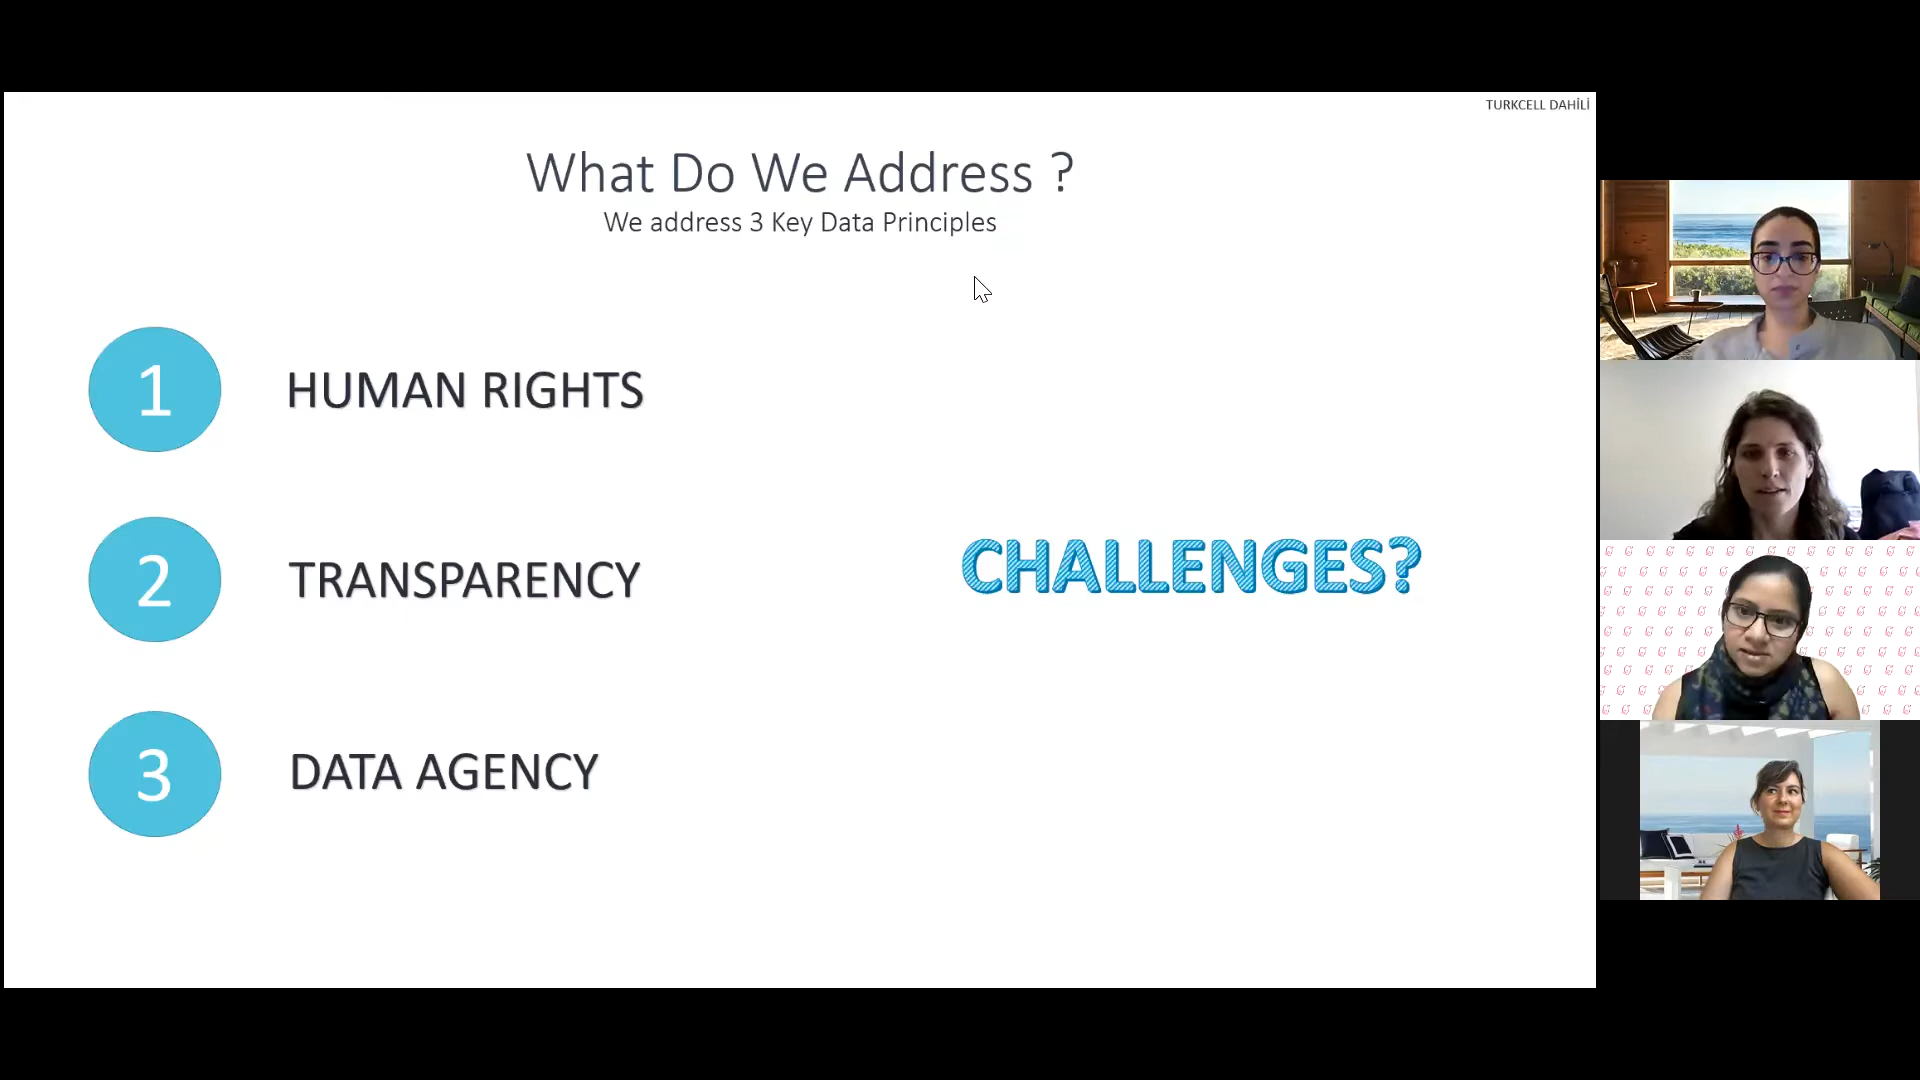 TURKCELL DAHİLİ
What Do We Address ?
We address 3 Key Data Principles
1 HUMAN RIGHTS
2 TRANSPARENCY
CHALLENGES?
3 DATA AGENCY